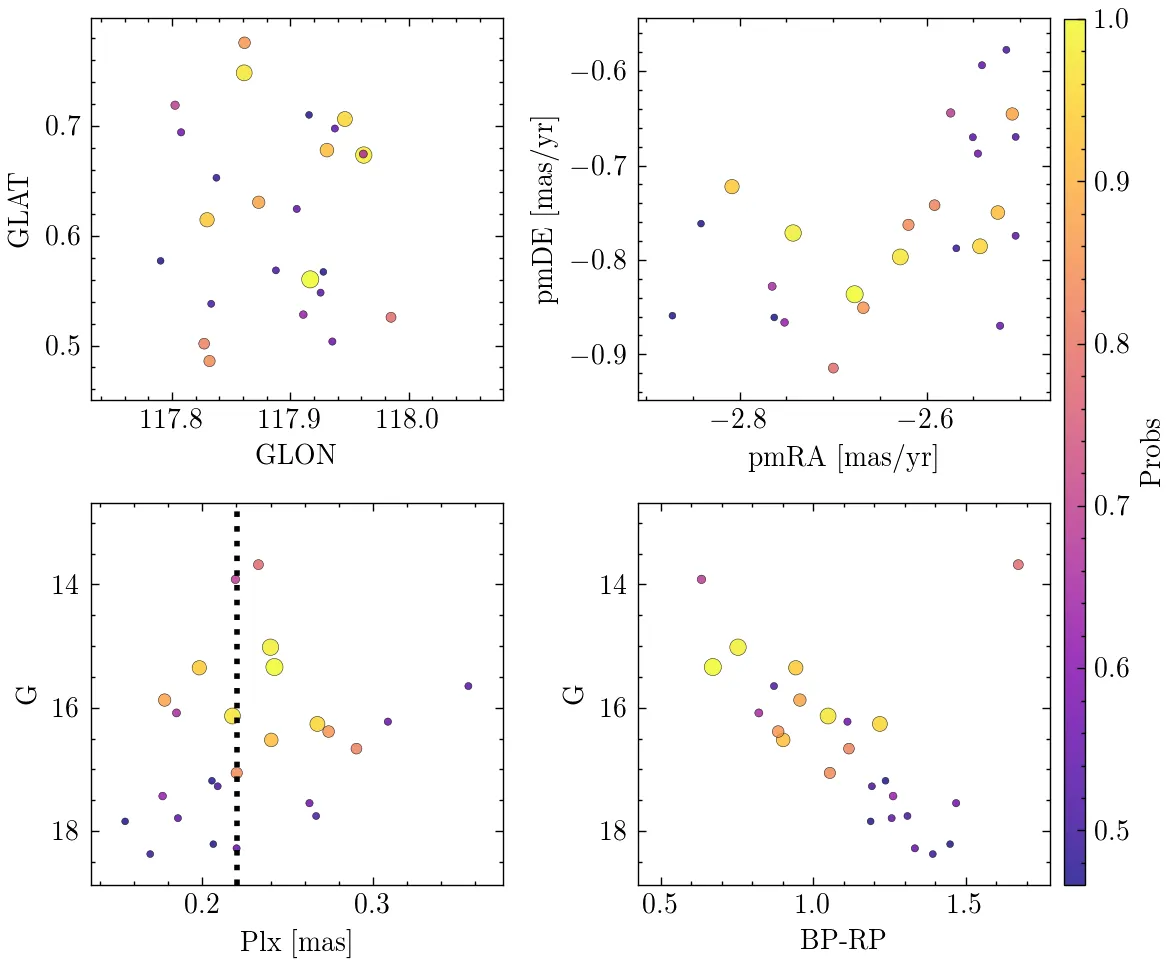 0.7
0.6
0.5
GLAT
117.8 117.9 118.0
GLON
−0.6
−0.7
−0.8
−0.9
pmDE [mas/yr]
−2.8 −2.6
pmRA [mas/yr]
14
16
18
G
0.2 0.3
Plx [mas]
14
16
18
G
0.5 1.0 1.5
BP-RP
1.0
0.9
0.8
0.7
0.6
0.5
Probs